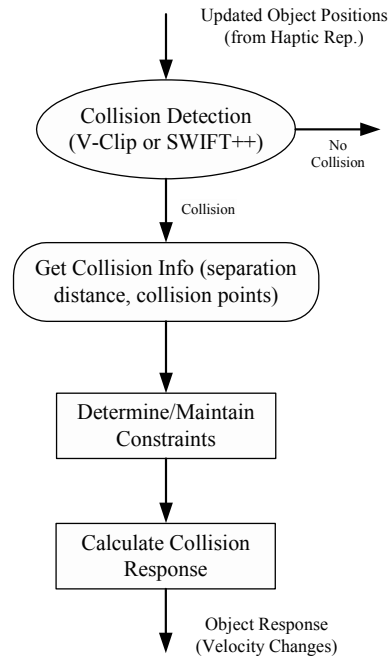 Updated Object Positions
(from Haptic Rep.)
Collision Detection
(V-Clip or SWIFT++)
No
Collision
Collision
Get Collision Info (separation
distance, collision points)
Determine/Maintain
Constraints
Calculate Collision
Response
Object Response
(Velocity Changes)